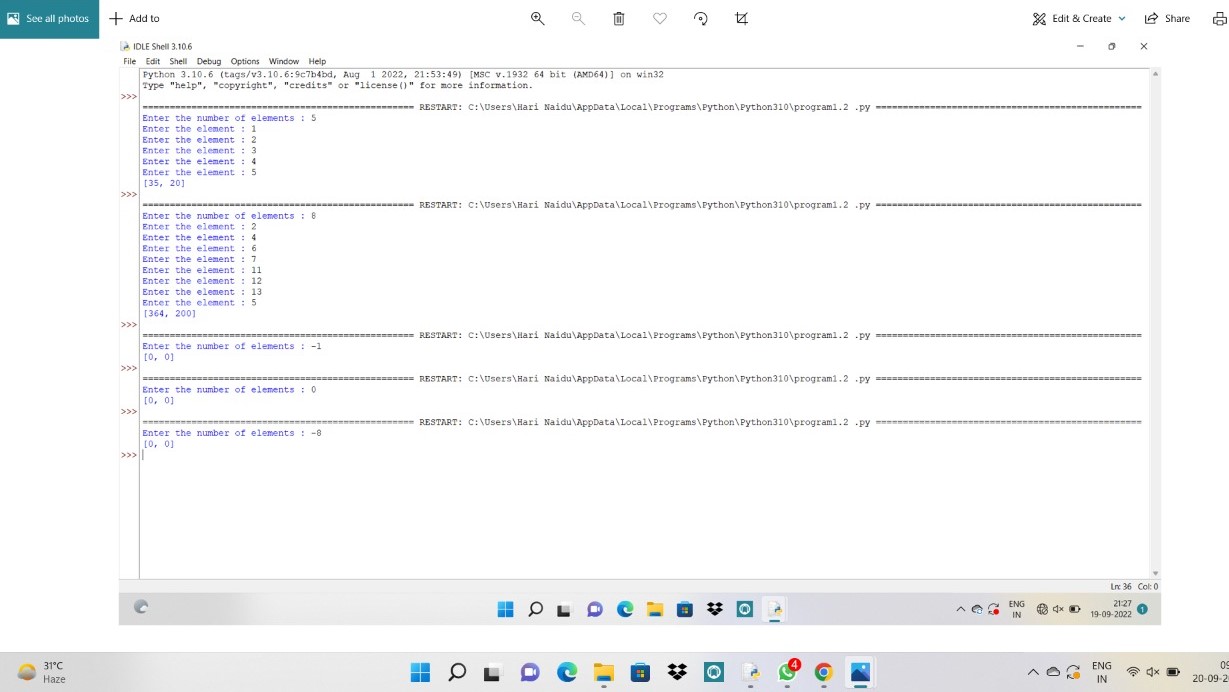 See all photos
Add to
Edit & Create
Share
IDLE Shell 3.10.6
File Edit Shell Debug Options Window Help
Python 3.10.6 (tags/v3.10.6:9c7b4bd, Aug 1 2022, 21:53:49) [MSC v.1932 64 bit (AMD64)] on win32
Type "help", "copyright", "credits" or "license()" for more information.
>>>
================================================== RESTART: C:\Users\Hari Naidu\AppData\Local\Programs\Python\Python310\program1.2 .py =================================================
Enter the number of elements : 5
Enter the element : 1
Enter the element : 2
Enter the element : 3
Enter the element : 4
Enter the element : 5
[35, 20]
>>>
================================================== RESTART: C:\Users\Hari Naidu\AppData\Local\Programs\Python\Python310\program1.2 .py =================================================
Enter the number of elements : 8
Enter the element : 2
Enter the element : 4
Enter the element : 6
Enter the element : 7
Enter the element : 11
Enter the element : 12
Enter the element : 13
Enter the element : 5
[364, 200]
>>>
================================================== RESTART: C:\Users\Hari Naidu\AppData\Local\Programs\Python\Python310\program1.2 .py =================================================
Enter the number of elements : -1
[0, 0]
>>>
================================================== RESTART: C:\Users\Hari Naidu\AppData\Local\Programs\Python\Python310\program1.2 .py =================================================
Enter the number of elements : 0
[0, 0]
>>>
================================================== RESTART: C:\Users\Hari Naidu\AppData\Local\Programs\Python\Python310\program1.2 .py =================================================
Enter the number of elements : -8
[0, 0]
>>>
Ln: 36 Col: 0
ENG
IN
21:27
19-09-2022
1
31°C
Haze
4
ENG
IN
20-09-2